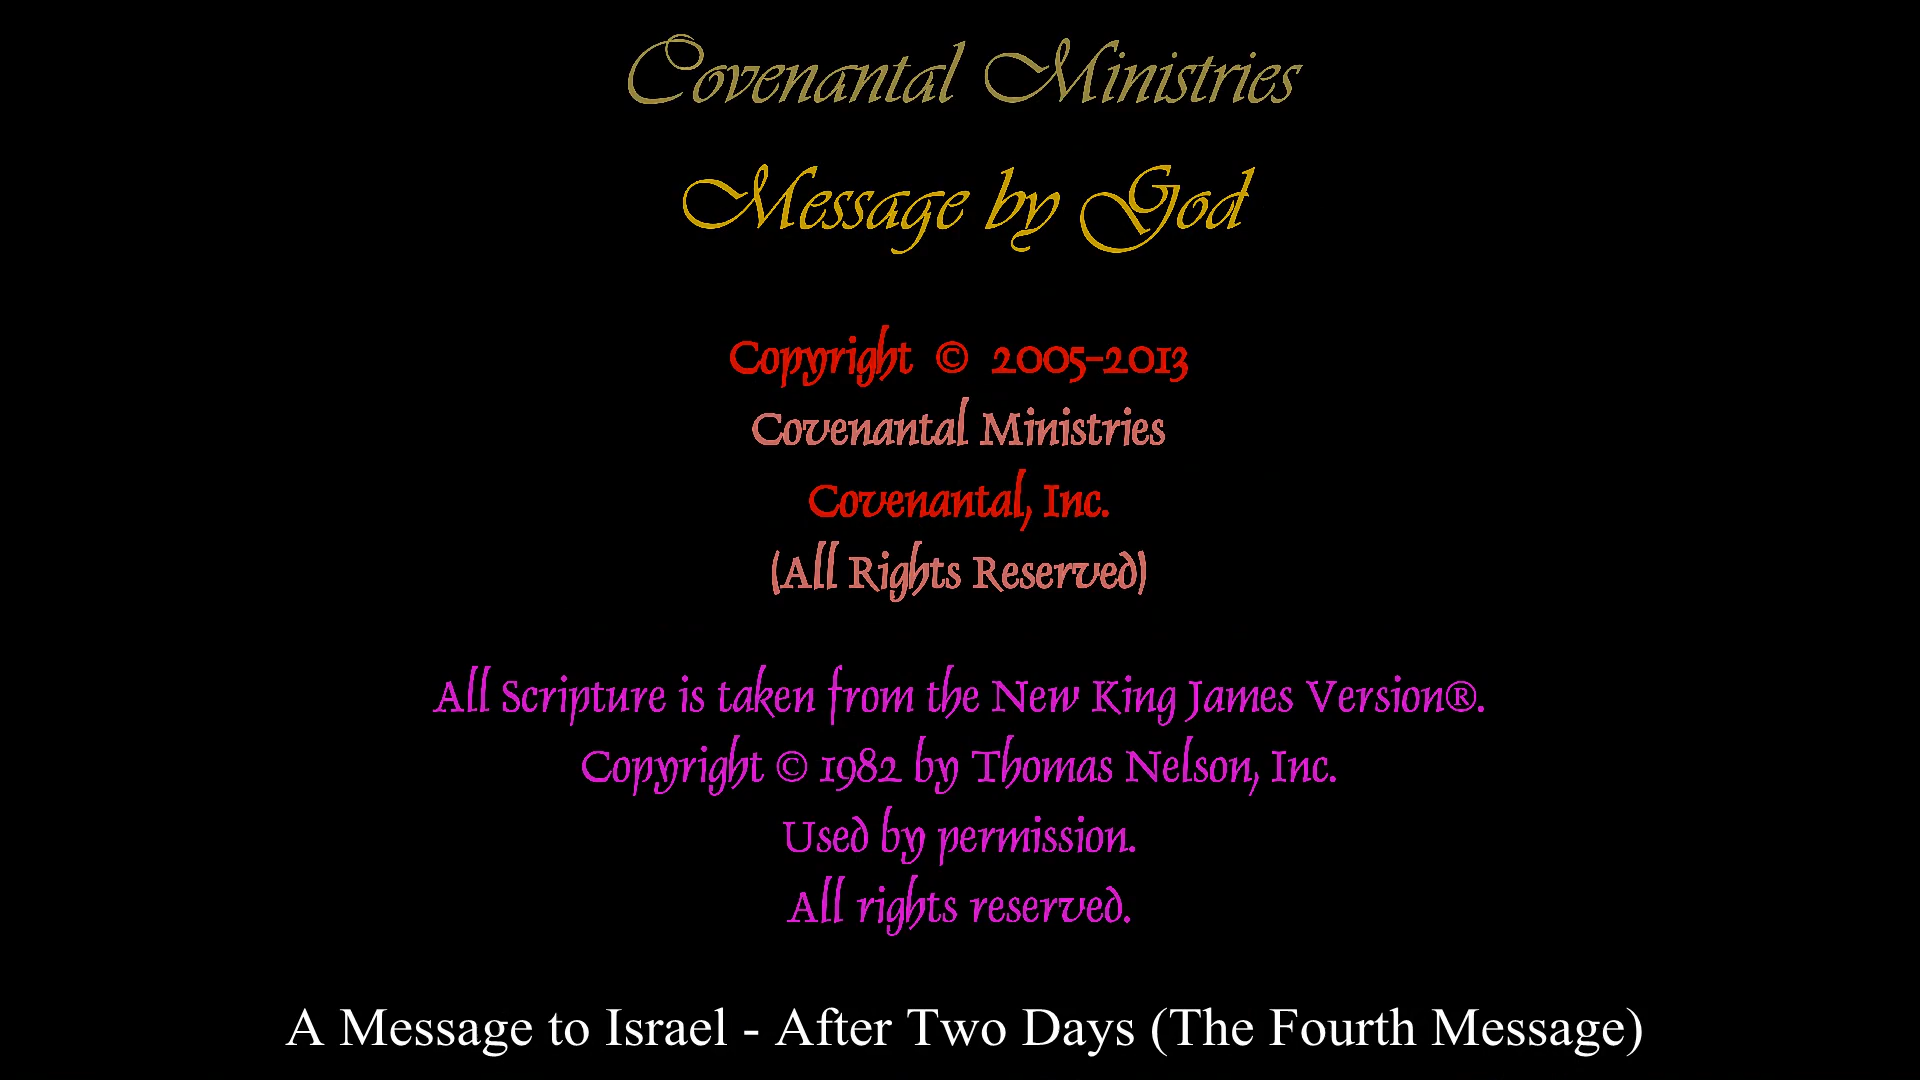 Covenantal Ministries
Message by God
Copyright © 2005-2013
Covenantal Ministries
Covenantal, Inc.
(All Rights Reserved)
All Scripture is taken from the New King James Version®.
Copyright © 1982 by Thomas Nelson, Inc.
Used by permission.
All rights reserved.
A Message to Israel - After Two Days (The Fourth Message)